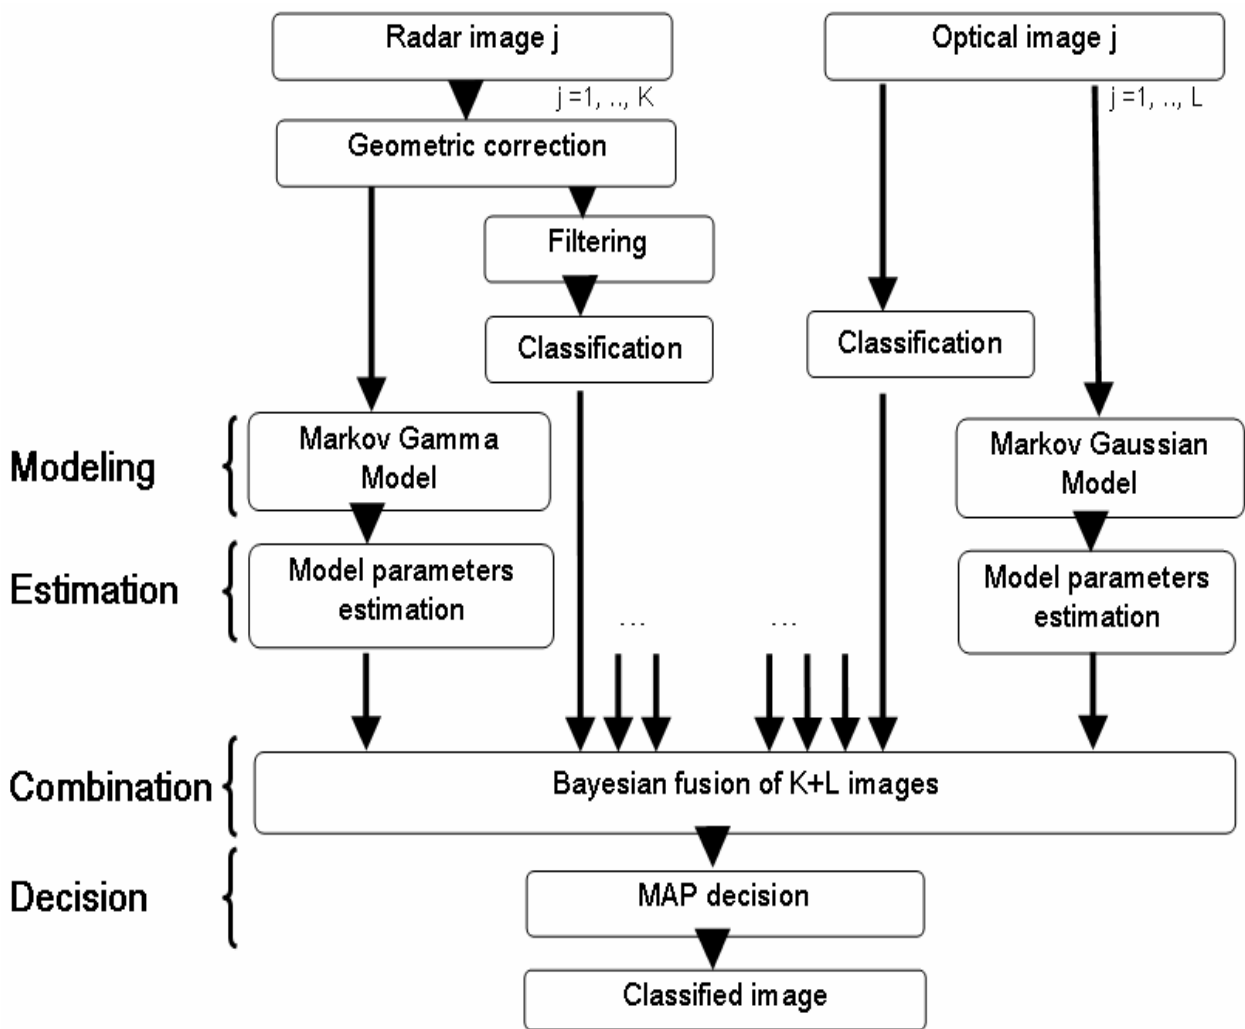 Radar image j
Optical image j
j =1, .., K
j=1, .., L
Geometric correction
Filtering
Classification
Classification
Modeling
Markov Gamma
Model
Markov Gaussian
Model
Estimation
Model parameters
estimation
Model parameters
estimation
...
...
Combination
Bayesian fusion of K+L images
Decision
MAP decision
Classified image